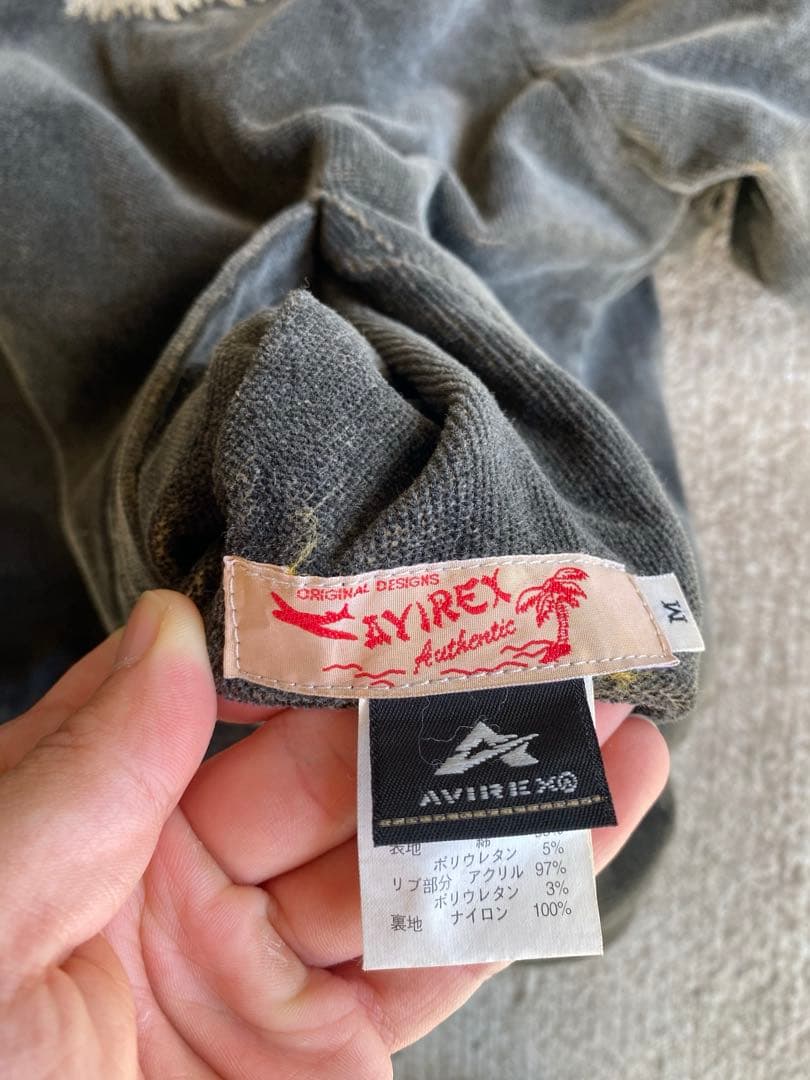 ORIGINAL DESIGNS
AVIREX
Authentic
M
AVIREX®
表地 綿
ポリウレタン 5%
リブ部分 アクリル 97%
ポリウレタン 3%
裏地 ナイロン 100%